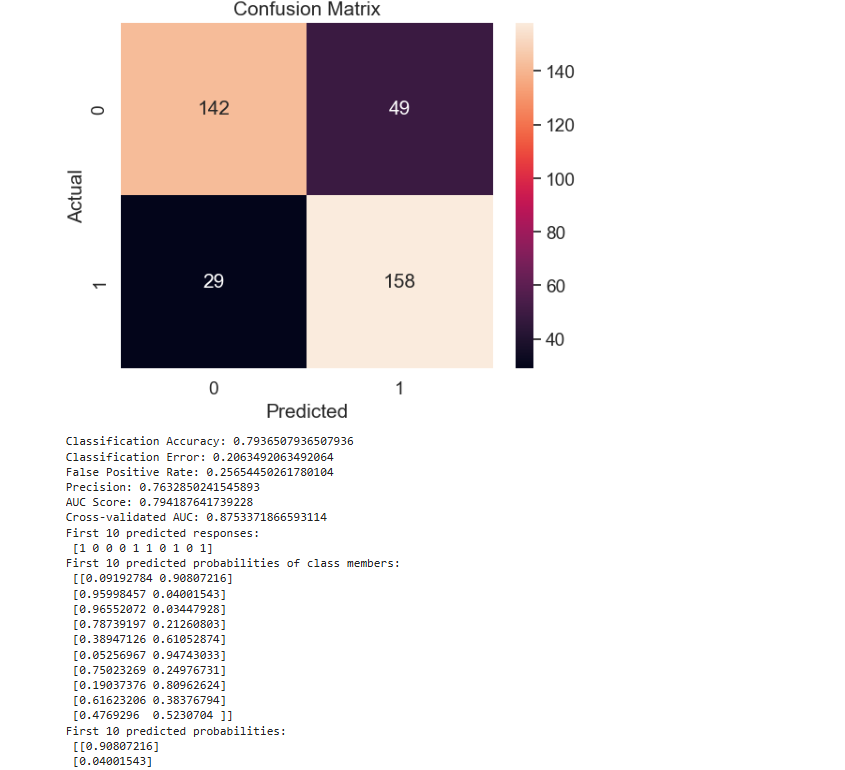 Confusion Matrix
0
142
49
140
120
100
80
60
40
Actual
1
29
158
0
1
Predicted
Classification Accuracy: 0.7936507936507936
Classification Error: 0.2063492063492064
False Positive Rate: 0.25654450261780104
Precision: 0.7632850241545893
AUC Score: 0.794187641739228
Cross-validated AUC: 0.8753371866593114
First 10 predicted responses:
[1 0 0 0 1 1 0 1 0 1]
First 10 predicted probabilities of class members:
[[0.09192784 0.90807216]
[0.95998457 0.04001543]
[0.96552072 0.03447928]
[0.78739197 0.21260803]
[0.38947126 0.61052874]
[0.05256967 0.94743033]
[0.75023269 0.24976731]
[0.19037376 0.80962624]
[0.61623206 0.38376794]
[0.4769296  0.5230704 ]]
First 10 predicted probabilities:
[[0.90807216]
[0.04001543]